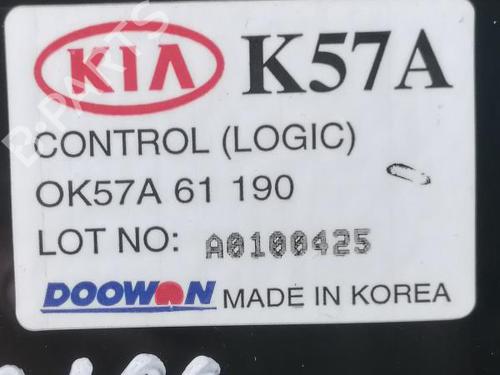 KIA K57A
CONTROL (LOGIC)
OK57A 61 190
LOT NO: A0100425
DOOWON MADE IN KOREA